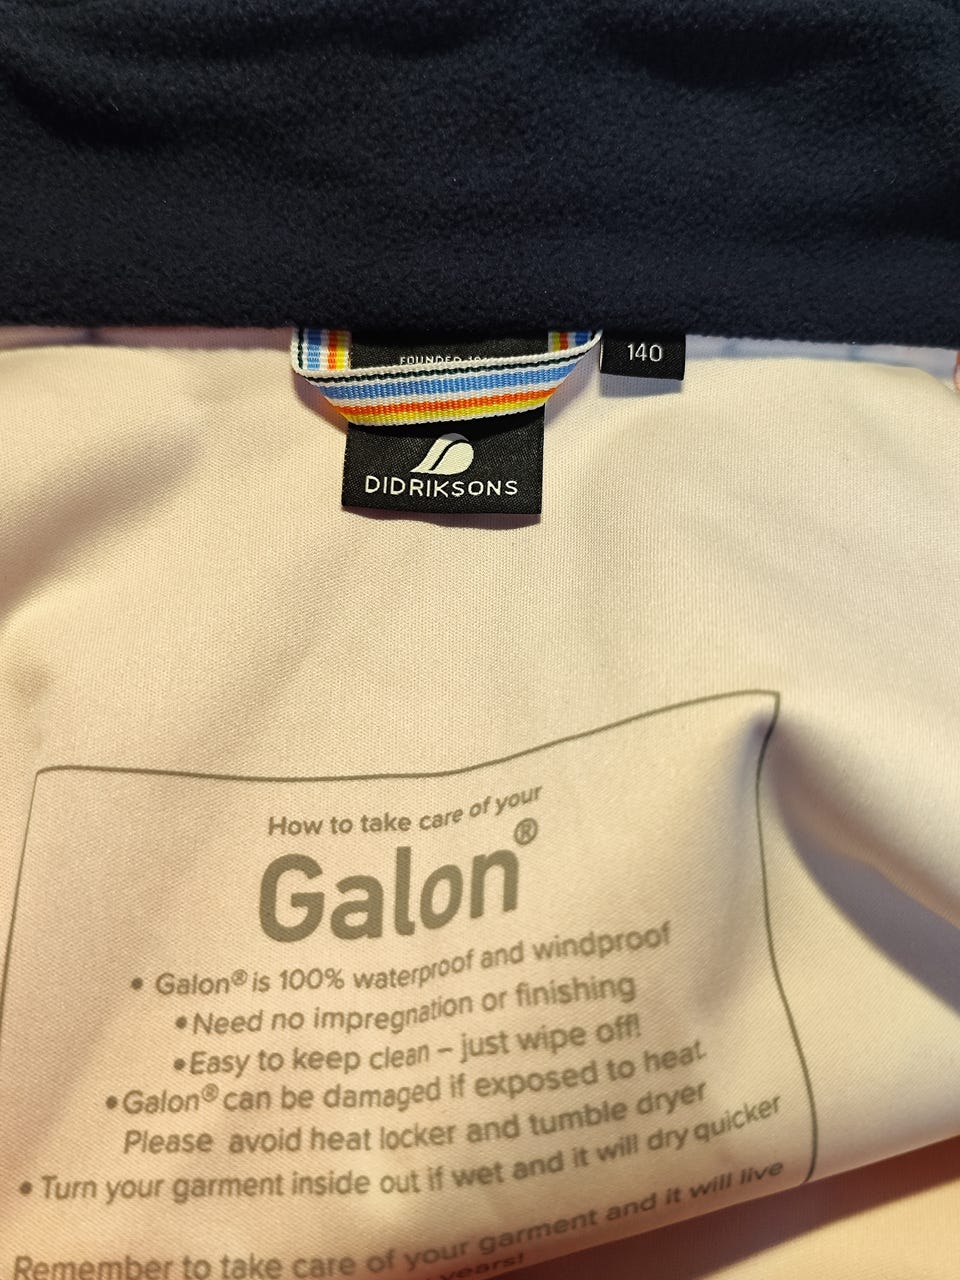 FOUNDED
140
DIDRIKSONS
How to take care of your
Galon®
• Galon® is 100% waterproof and windproof
• Need no impregnation or finishing
• Easy to keep clean – just wipe off!
• Galon® can be damaged if exposed to heat.
Please avoid heat locker and tumble dryer
• Turn your garment inside out if wet and it will dry quicker
Remember to take care of your garment and it will live
years!